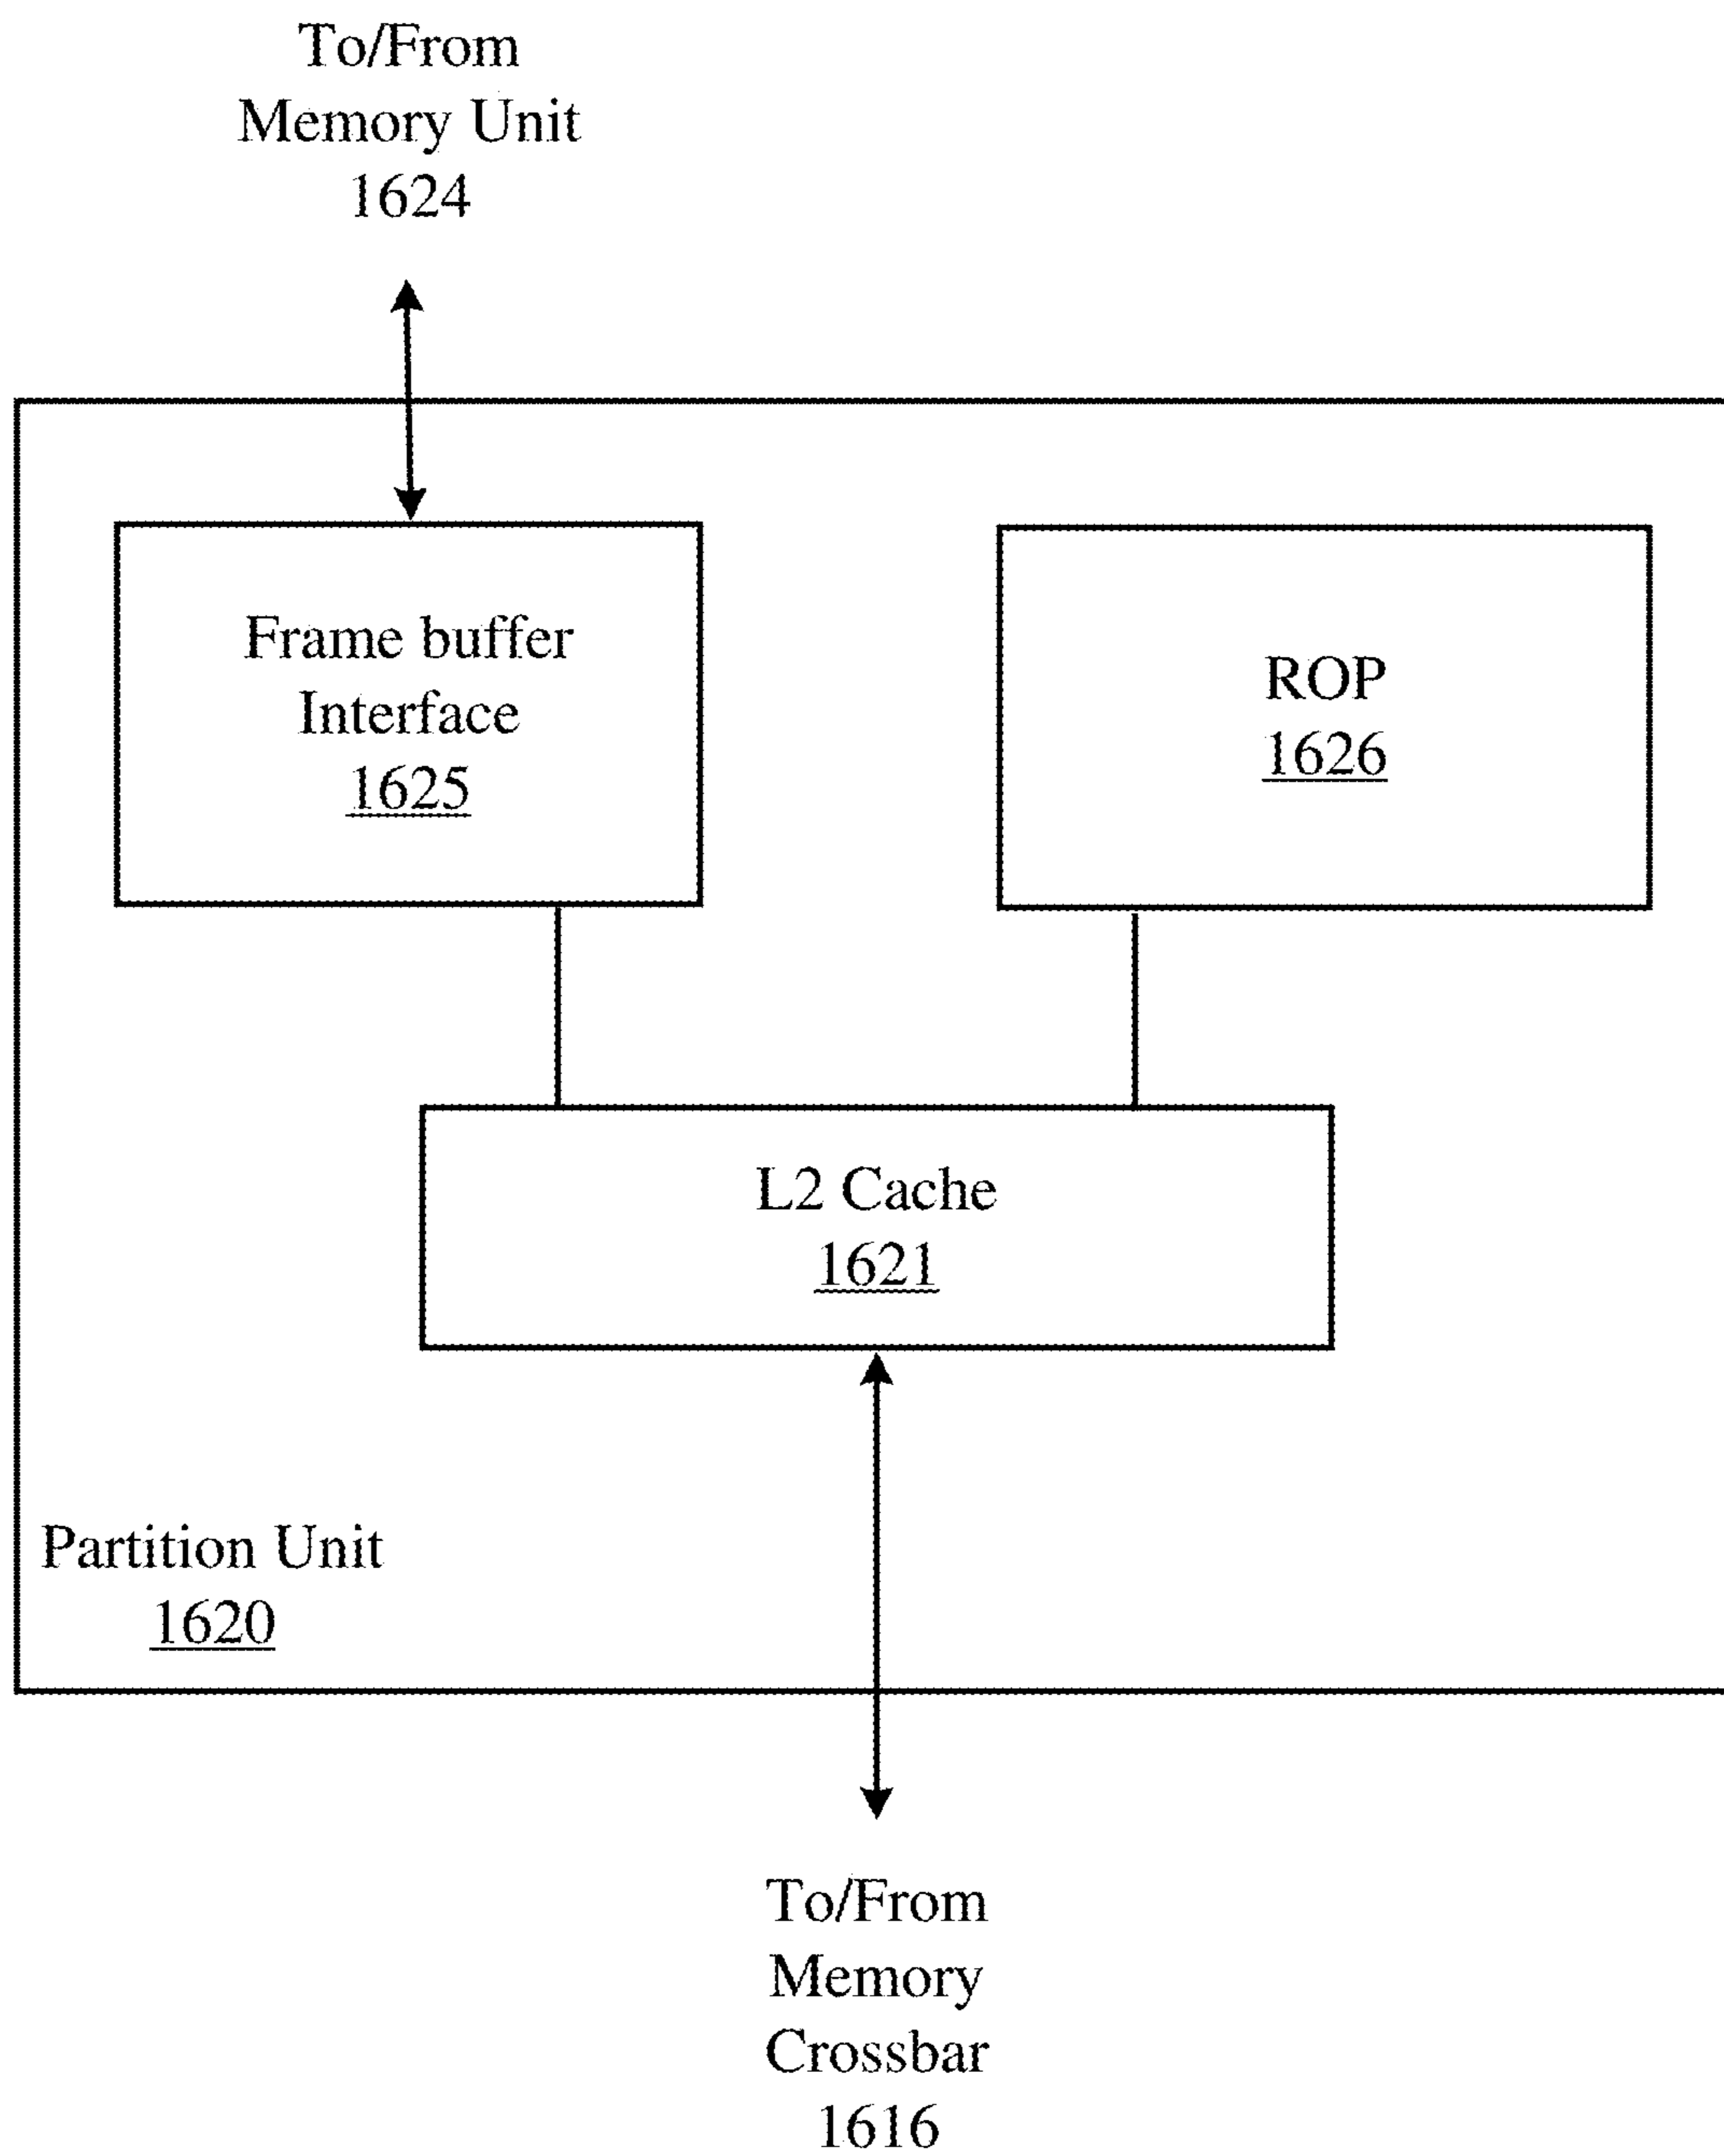 To/From
Memory Unit
1624
Frame buffer
Interface
1625
ROP
1626
L2 Cache
1621
Partition Unit
1620
To/From
Memory
Crossbar
1616